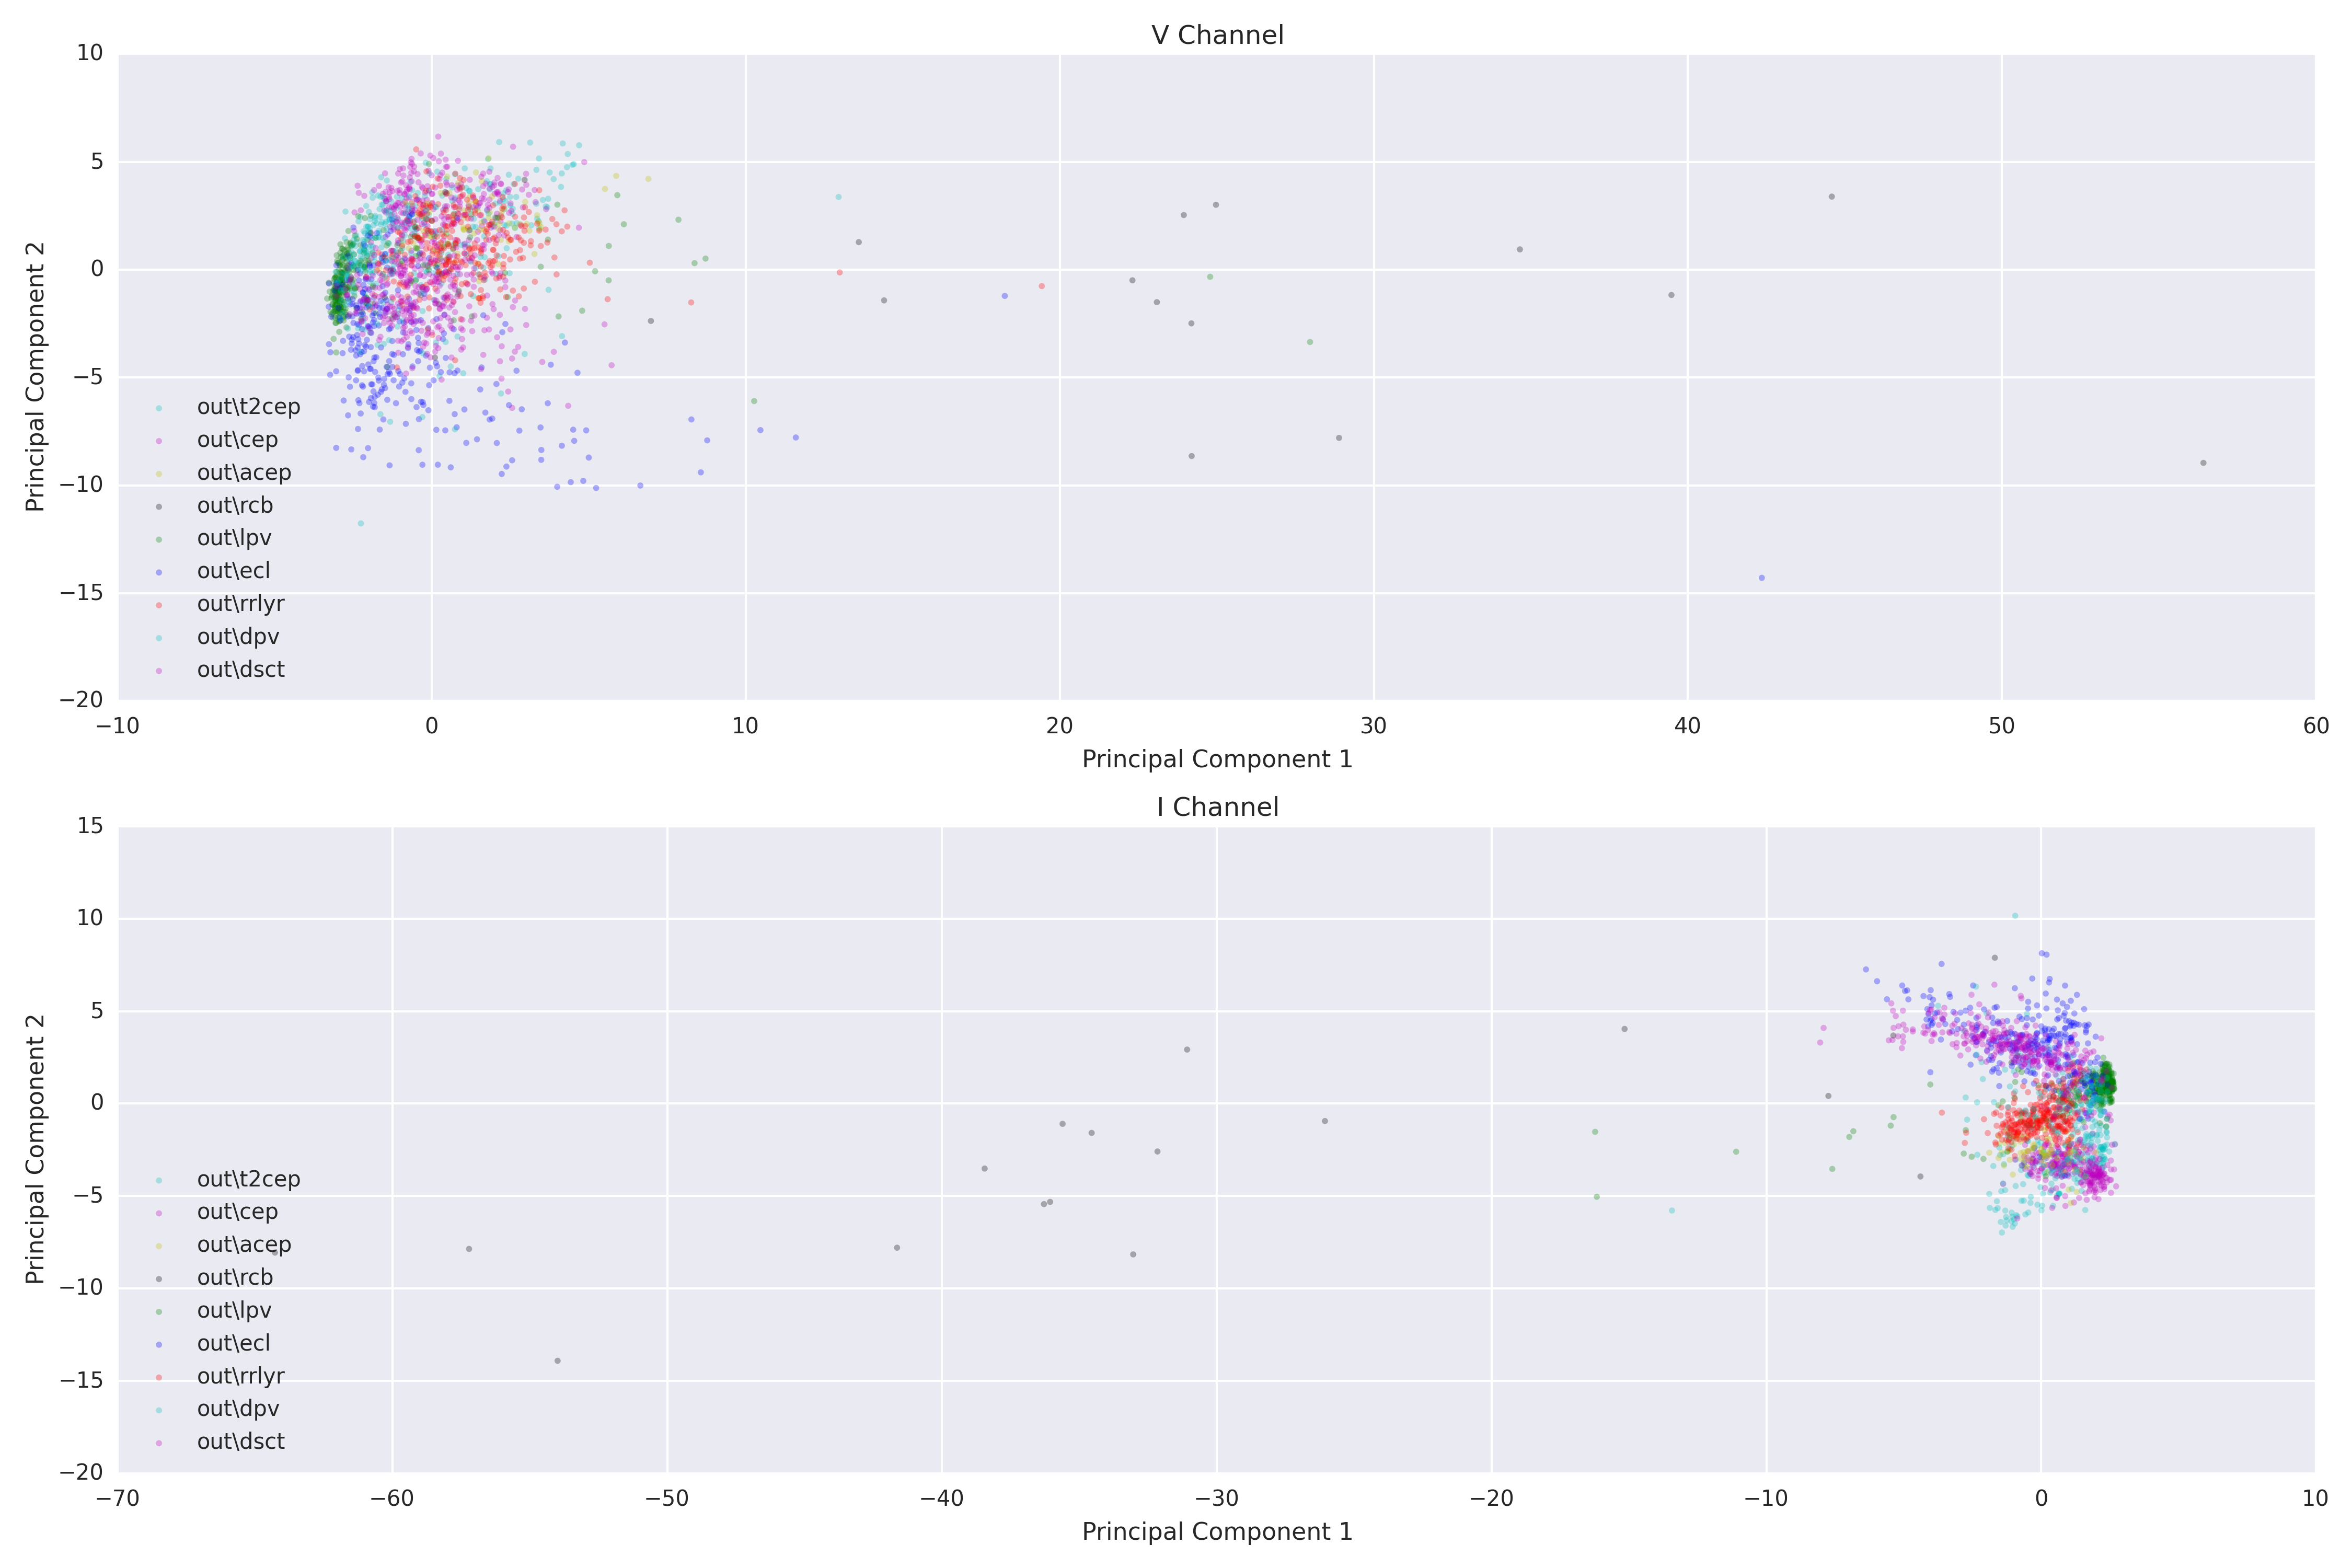 V Channel
10
5
0
−5
−10
−15
−20
Principal Component 2
out\t2cep
out\cep
out\acep
out\rcb
out\lpv
out\ecl
out\rrlyr
out\dpv
out\dsct
−10 0 10 20 30 40 50 60
Principal Component 1
I Channel
15
10
5
0
−5
−10
−15
−20
Principal Component 2
out\t2cep
out\cep
out\acep
out\rcb
out\lpv
out\ecl
out\rrlyr
out\dpv
out\dsct
−70 −60 −50 −40 −30 −20 −10 0 10
Principal Component 1